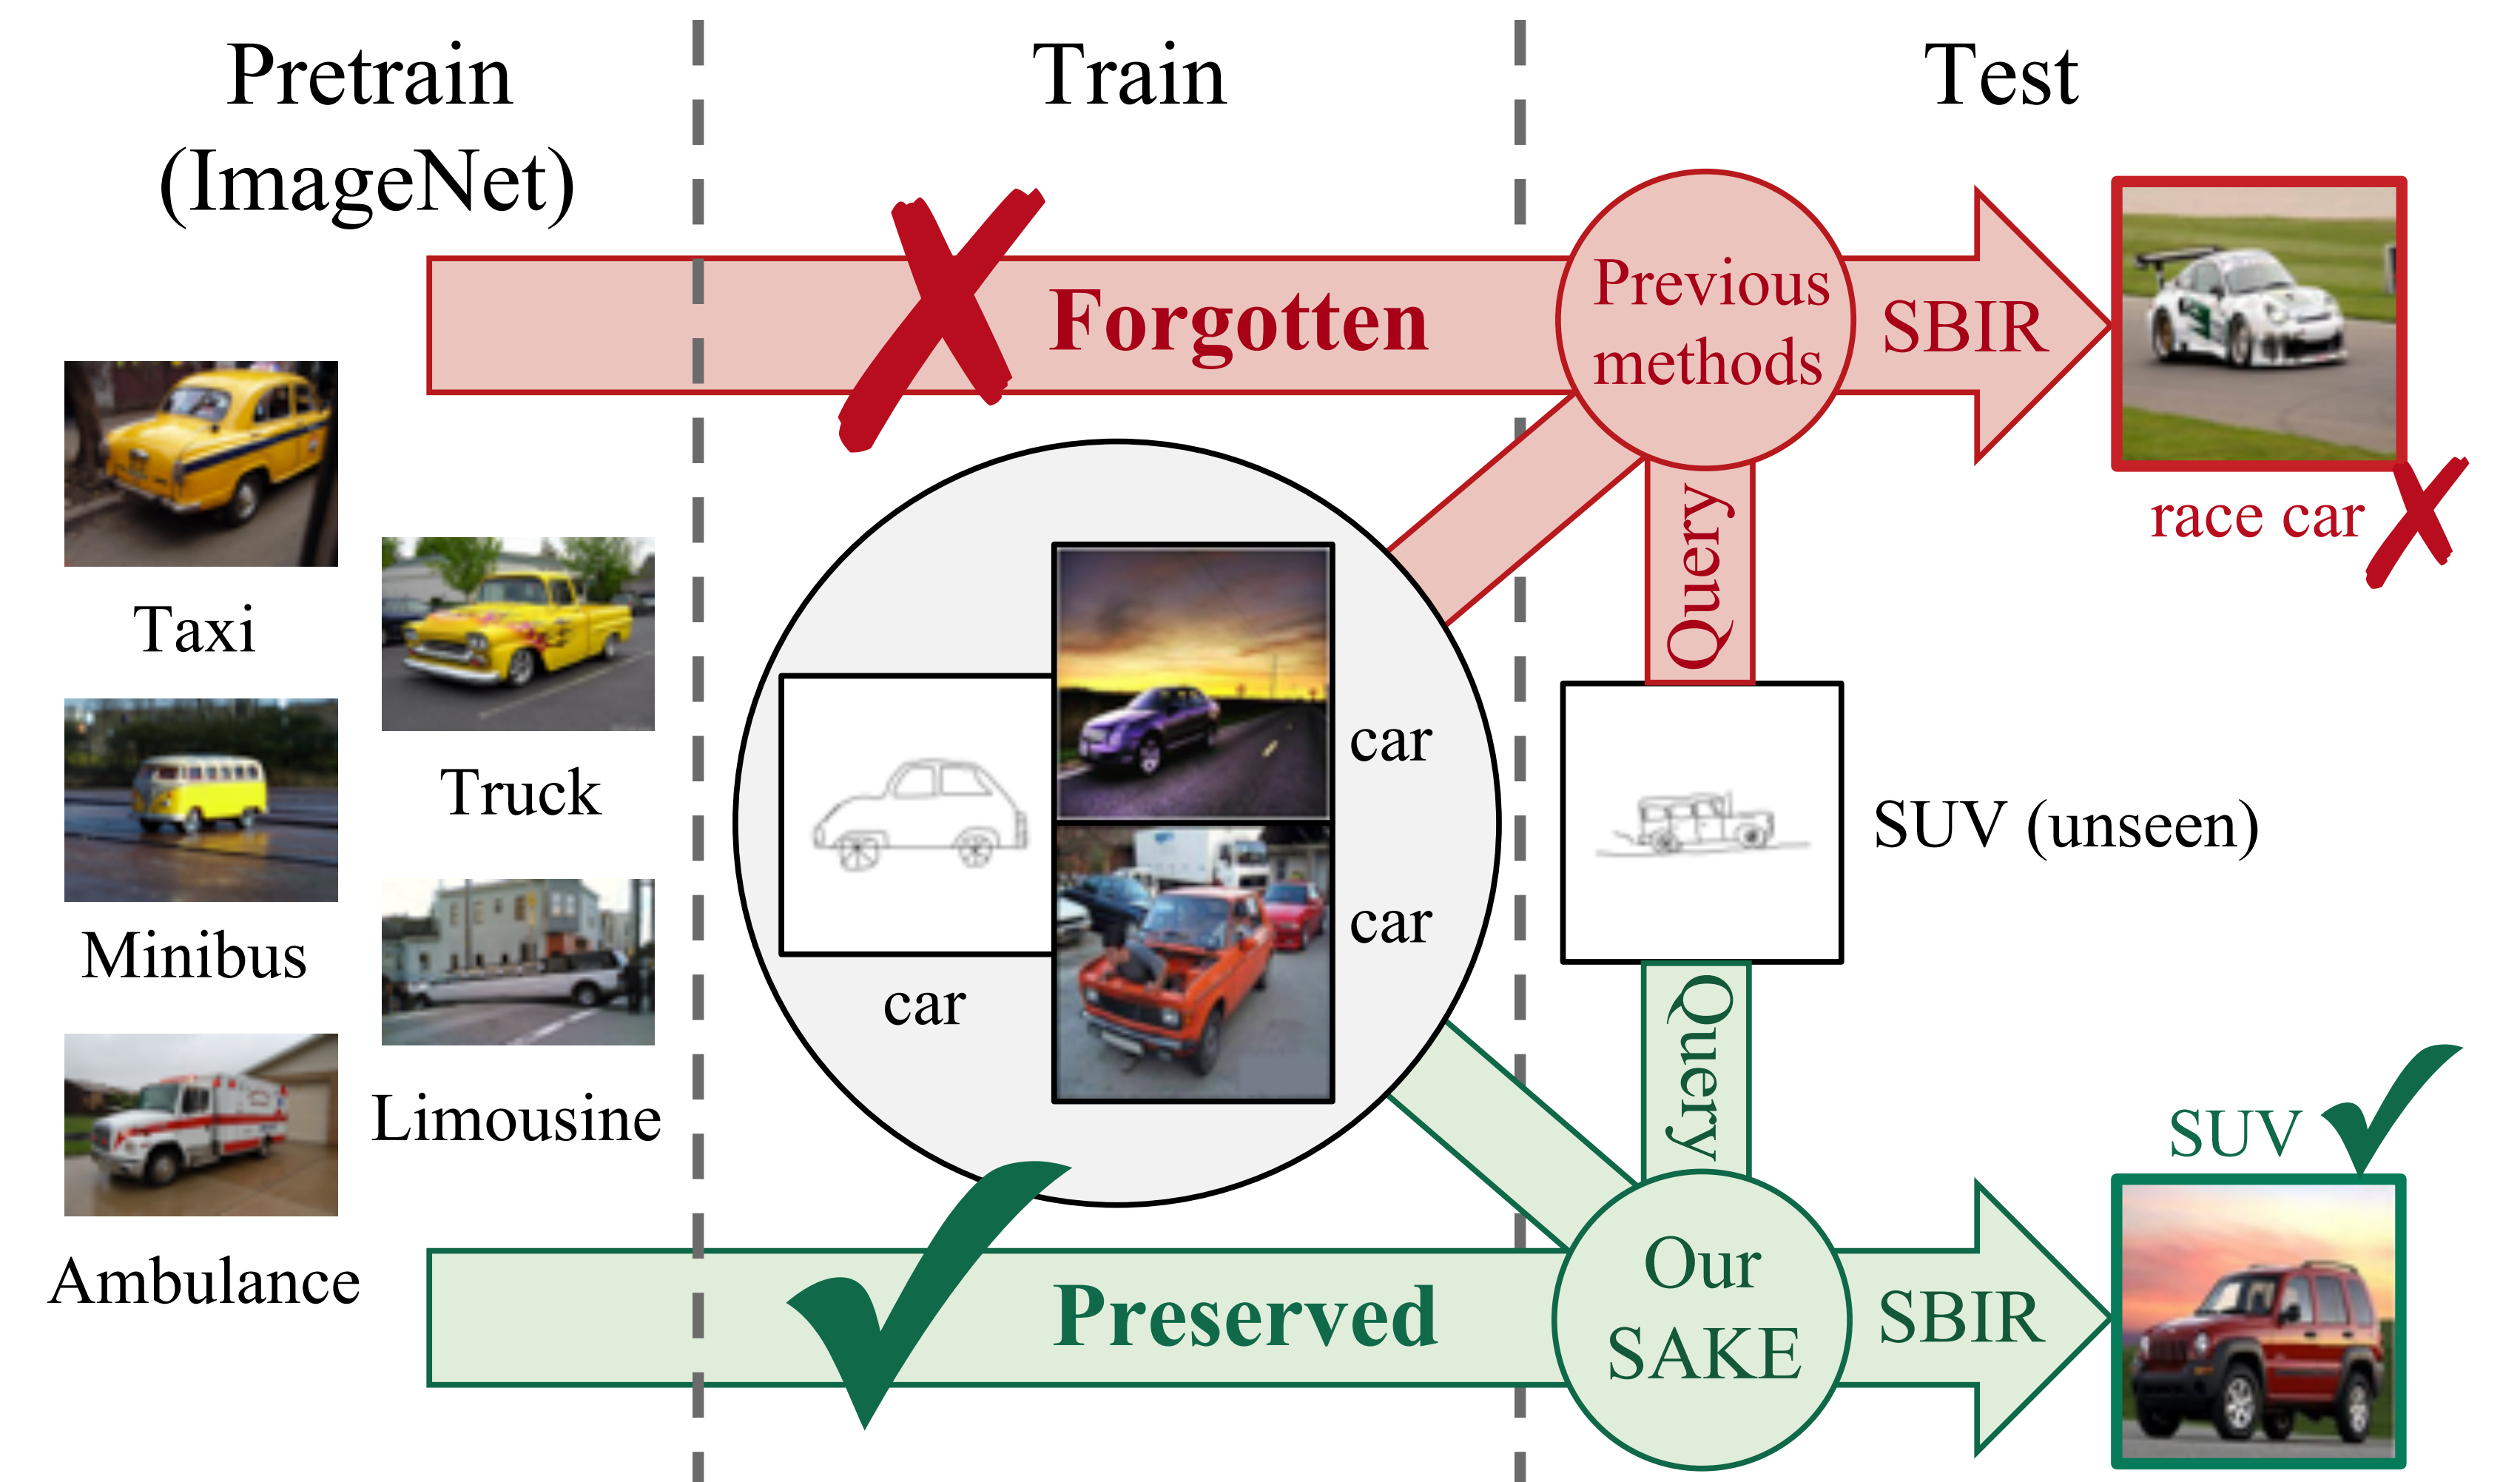 Pretrain
(ImageNet)
Train
Test
Forgotten
Previous
methods
SBIR
race car
Query
Taxi
Truck
Minibus
Limousine
Ambulance
car
car
car
SUV (unseen)
Query
SUV
Preserved
Our
SAKE
SBIR